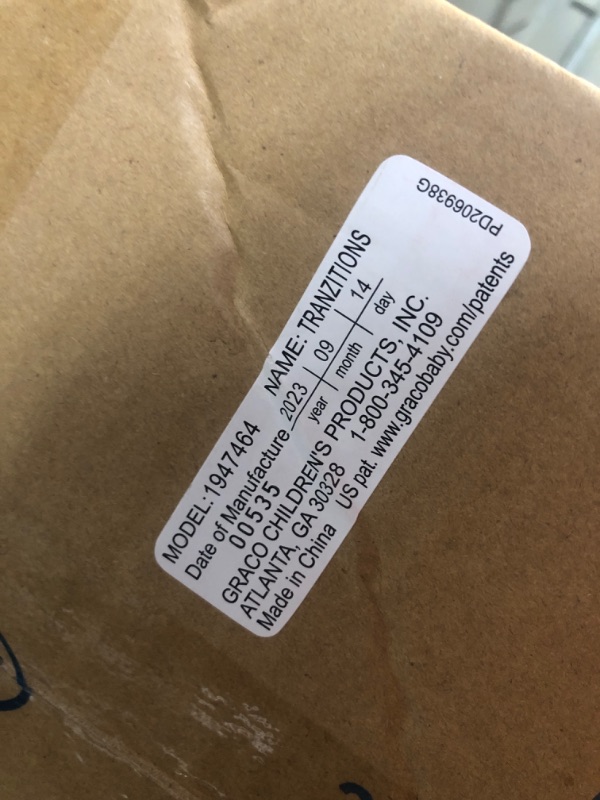 MODEL: 1947464 NAME: TRANZITIONS
Date of Manufacture 2023 | 09 | 14
00535 year month day
GRACO CHILDREN'S PRODUCTS, INC.
ATLANTA, GA 30328 1-800-345-4109
Made in China US pat. www.gracobaby.com/patents
PD206938G